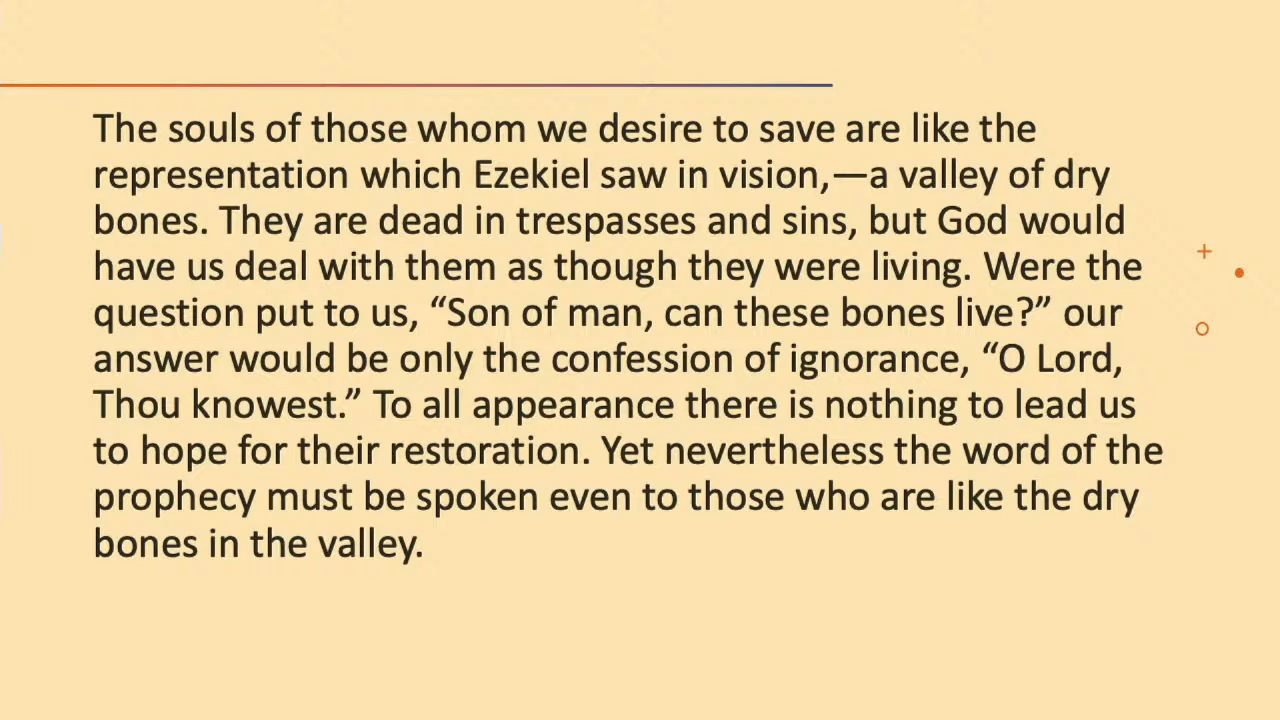 The souls of those whom we desire to save are like the
representation which Ezekiel saw in vision,—a valley of dry
bones. They are dead in trespasses and sins, but God would
have us deal with them as though they were living. Were the
question put to us, “Son of man, can these bones live?” our
answer would be only the confession of ignorance, “O Lord,
Thou knowest.” To all appearance there is nothing to lead us
to hope for their restoration. Yet nevertheless the word of the
prophecy must be spoken even to those who are like the dry
bones in the valley.